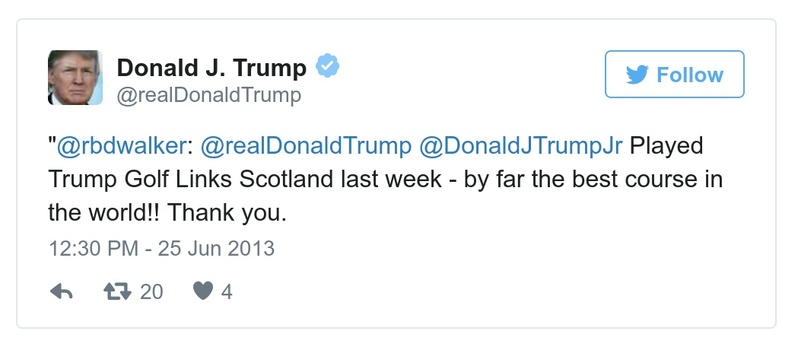 Donald J. Trump
@realDonaldTrump
Follow
"@rbdwalker: @realDonaldTrump @DonaldJTrumpJr Played
Trump Golf Links Scotland last week - by far the best course in
the world!! Thank you.
12:30 PM - 25 Jun 2013
20 4